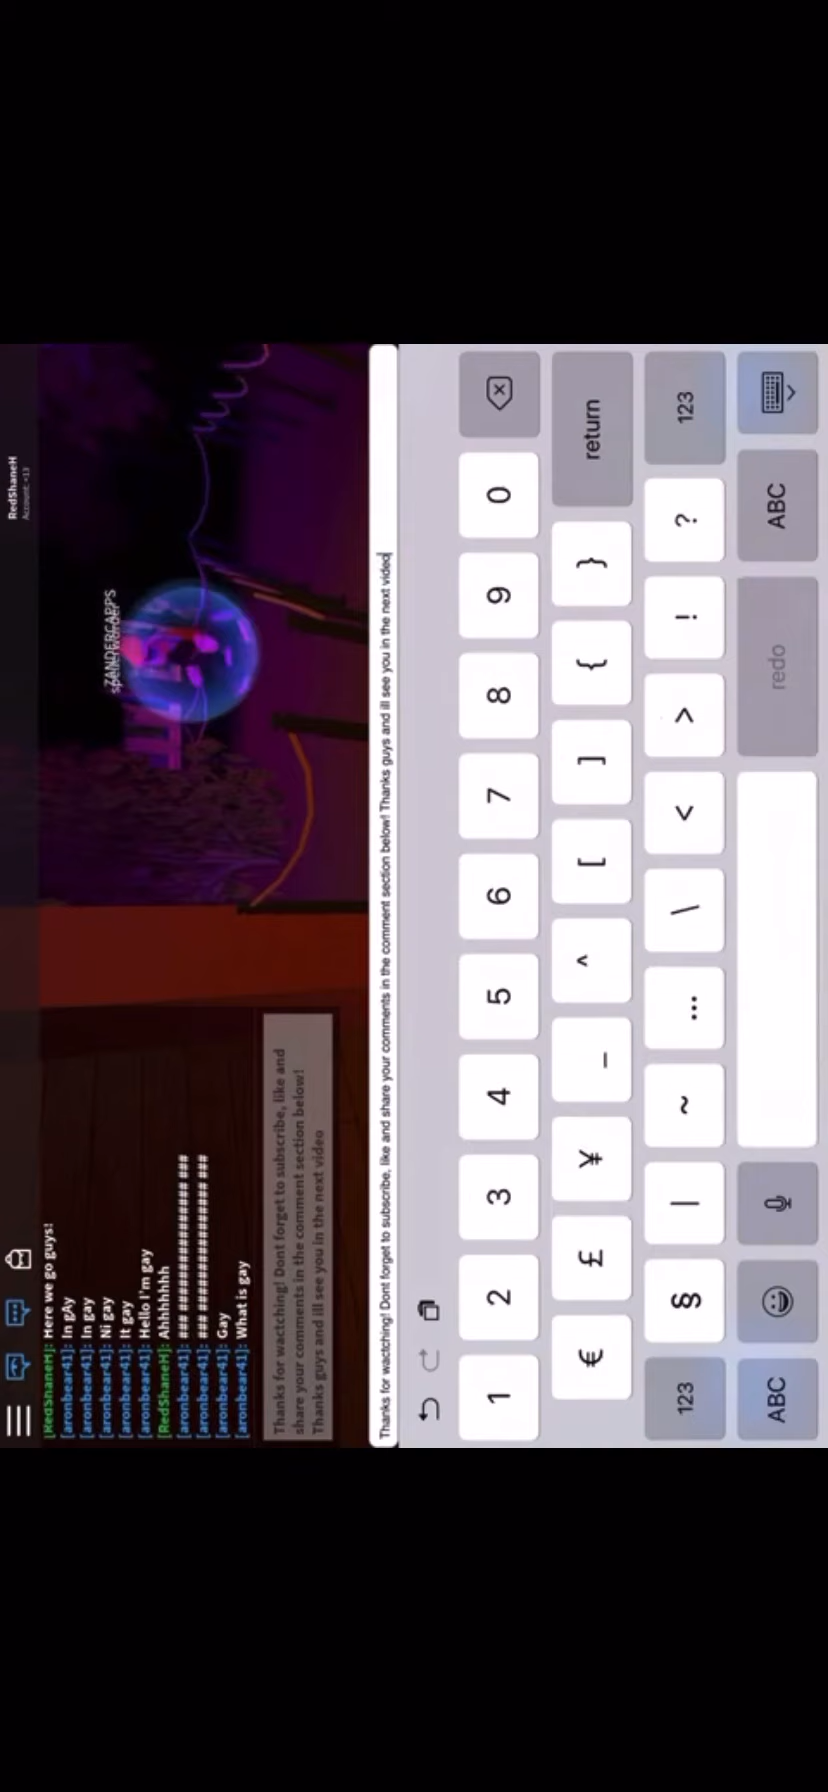 RedShaneH
Account: <13
ZANDERCAPPS
[RedShaneH]: Here we go guys!
[aronbear41]: In gAy
[aronbear41]: In gay
[aronbear41]: Ni gay
[aronbear41]: It gay
[aronbear41]: Hello I'm gay
[RedShaneH]: Ahhhhhhh
[aronbear41]: ### #################### ###
[aronbear41]: ### #################### ###
[aronbear41]: Gay
[aronbear41]: What is gay
Thanks for wactching! Dont forget to subscribe, like and
share your comments in the comment section below!
Thanks guys and ill see you in the next video
Thanks for wactching! Dont forget to subscribe, like and share your comments in the comment section below! Thanks guys and ill see you in the next video
1 2 3 4 5 6 7 8 9 0
€ £ ¥ _ ^ [ ] { } return
123 § | ~ … \ < > ! ? 123
ABC redo ABC